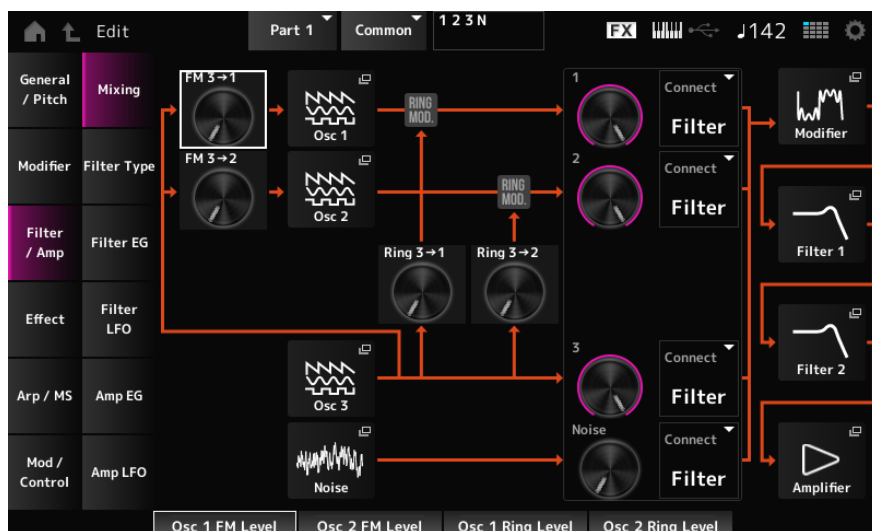 Edit
Part 1
Common
1 2 3 N
FX
♩142
General
/ Pitch
Mixing
Modifier
Filter Type
Filter
/ Amp
Filter EG
Effect
Filter
LFO
Arp / MS
Amp EG
Mod /
Control
Amp LFO
FM 3→1
Osc 1
RING
MOD.
1
Connect
Filter
Modifier
FM 3→2
Osc 2
RING
MOD.
2
Connect
Filter
Filter 1
Ring 3→1
Ring 3→2
Osc 3
3
Connect
Filter
Filter 2
Noise
Noise
Connect
Filter
Amplifier
Osc 1 FM Level
Osc 2 FM Level
Osc 1 Ring Level
Osc 2 Ring Level